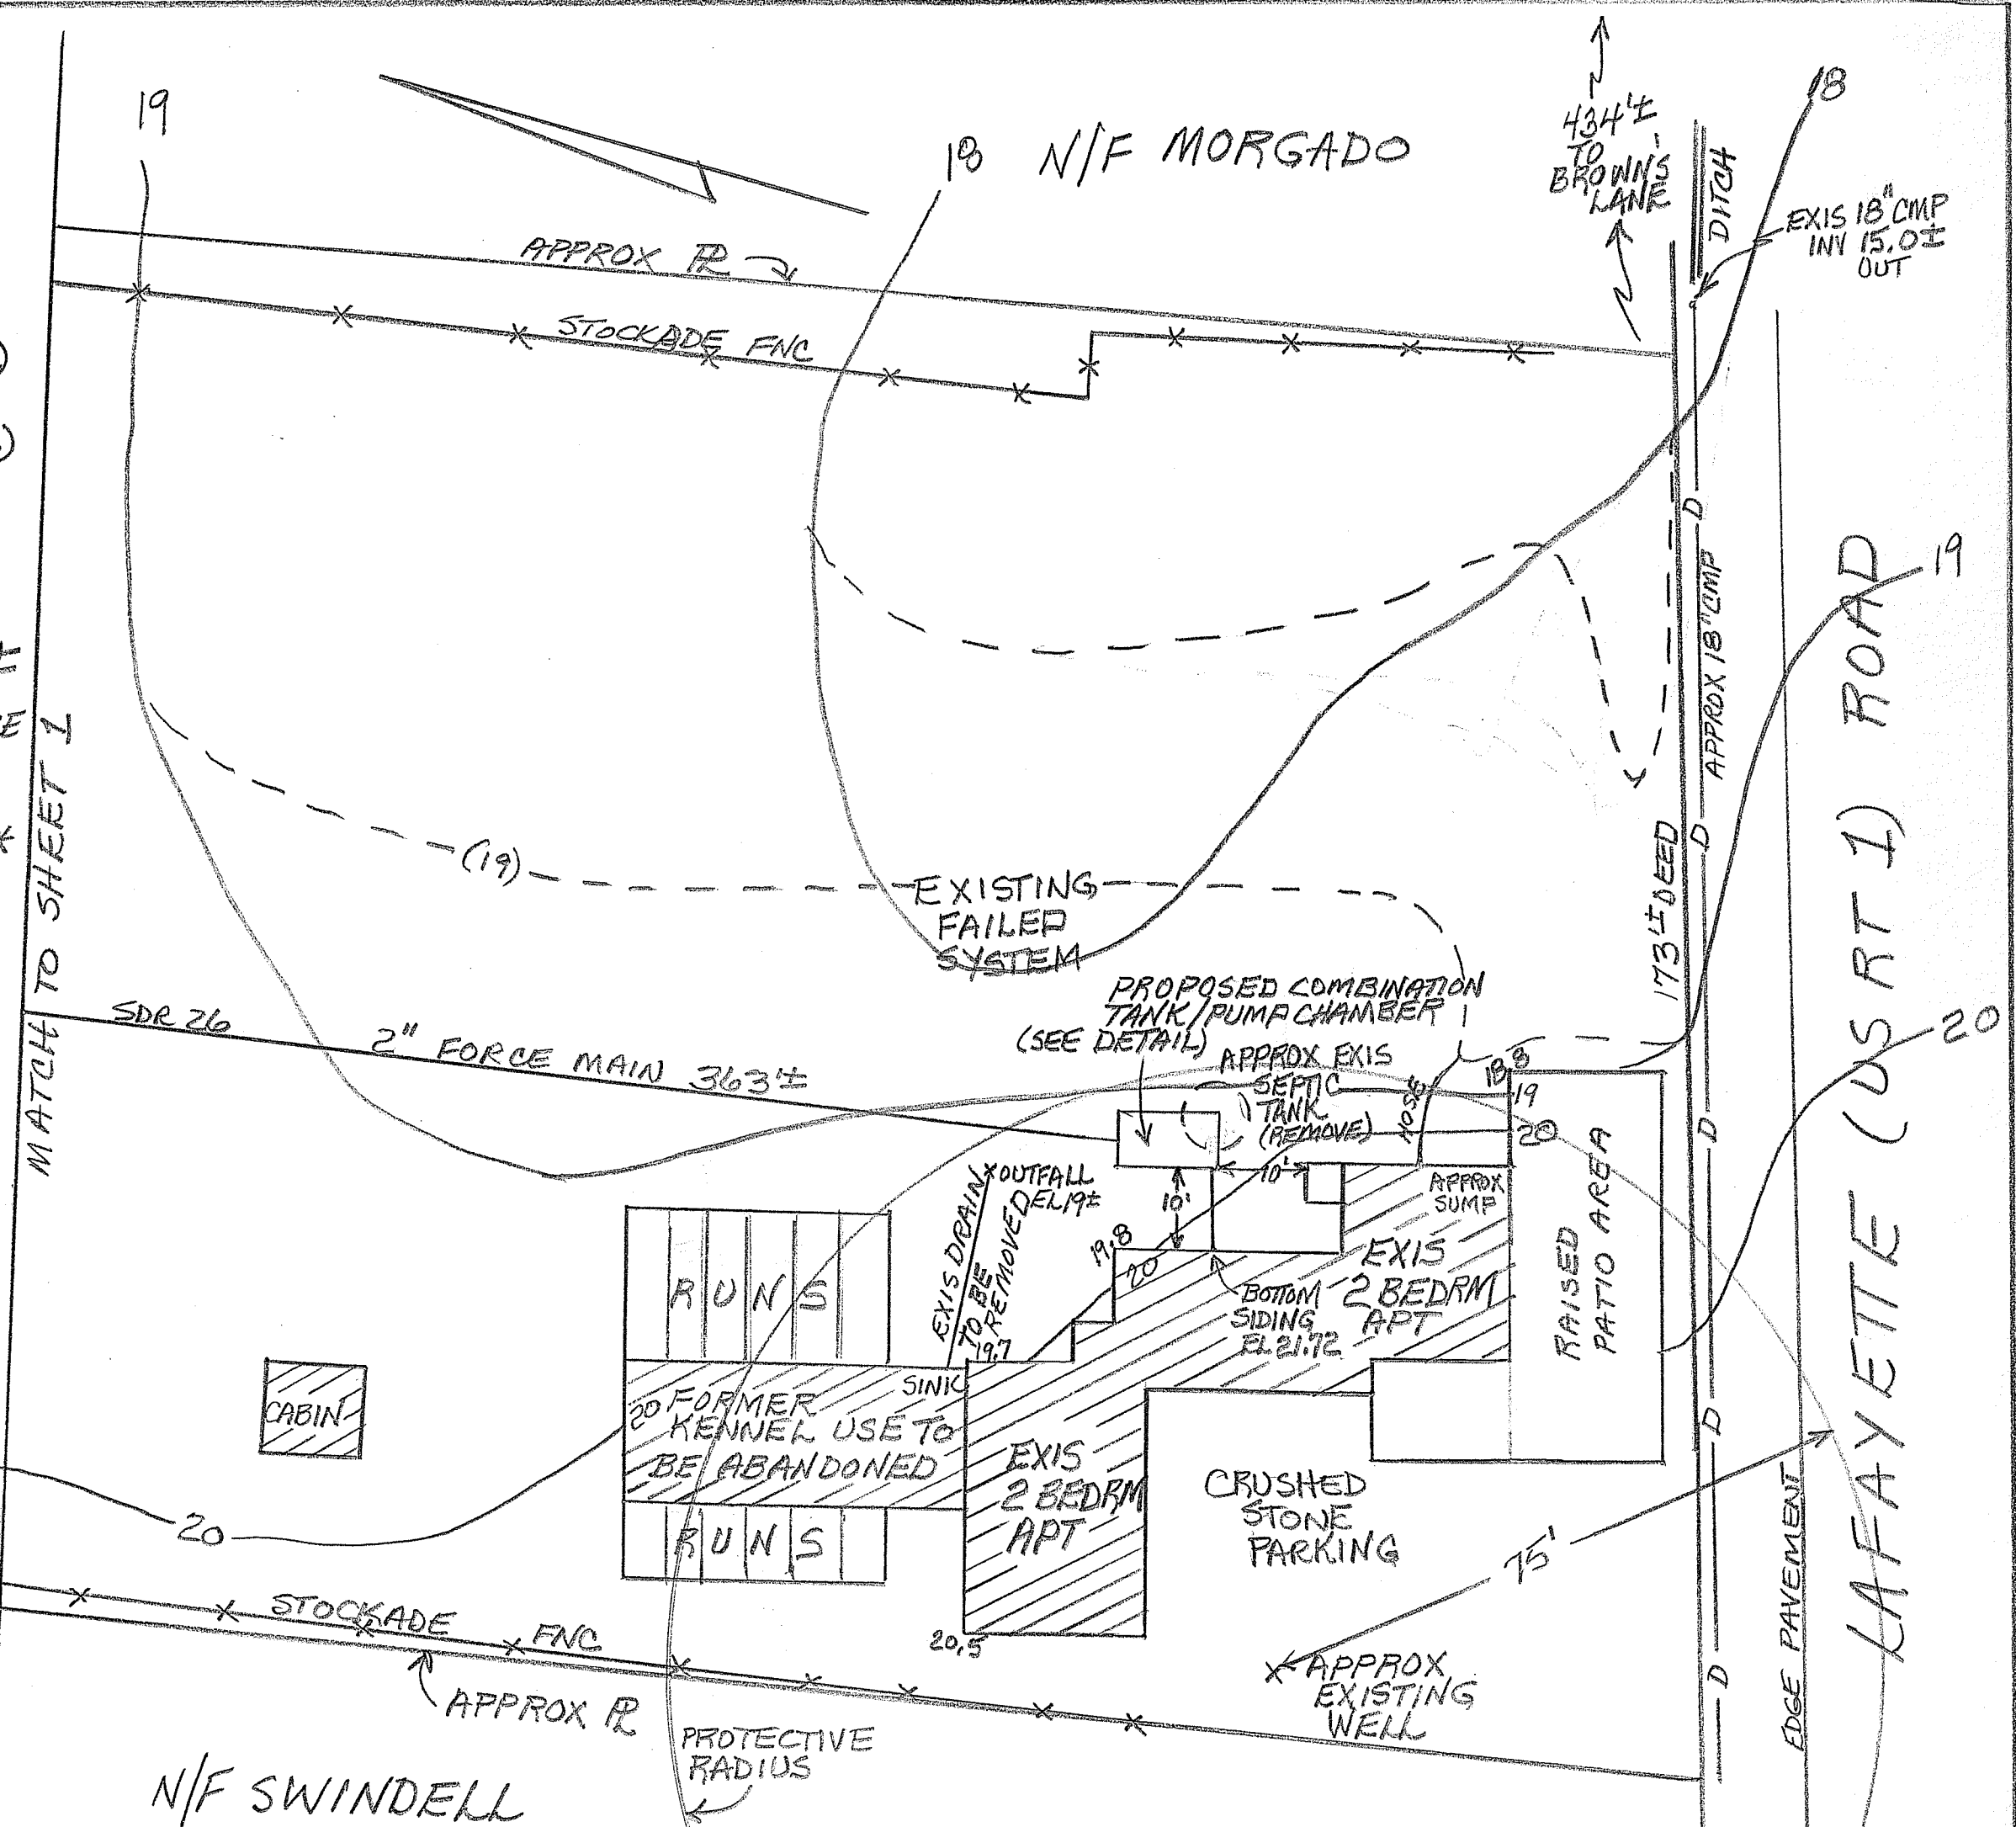 19
18
N/F MORGADO
434'±
TO
BROWN'S
LANE
18
DITCH
EXIS 18" CMP
INV 15.0±
OUT
APPROX PL
STOCKADE FNC
D
APPROX 18" CMP
19
LAFAYETTE (US RT 1) ROAD
MATCH TO SHEET 1
(19)
EXISTING
FAILED
SYSTEM
173'± DEED
D
20
PROPOSED COMBINATION
TANK/PUMP CHAMBER
(SEE DETAIL)
SDR 26
2" FORCE MAIN 363'±
APPROX EXIS
SEPTIC
TANK
(REMOVE)
HOSE
18.8
19
20
D
10'
10'
OUTFALL
EL 19±
EXIS DRAIN
TO BE REMOVED
19.7
19.8
20
APPROX
SUMP
EXIS
2 BEDRM
APT
BOTTOM
SIDING
EL 21.72
RAISED
PATIO AREA
RUNS
SINK
CABIN
20
FORMER
KENNEL USE TO
BE ABANDONED
EXIS
2 BEDRM
APT
CRUSHED
STONE
PARKING
D
20
RUNS
75'
EDGE PAVEMENT
STOCKADE FNC
20.5
APPROX
EXISTING
WELL
D
APPROX PL
PROTECTIVE
RADIUS
N/F SWINDELL